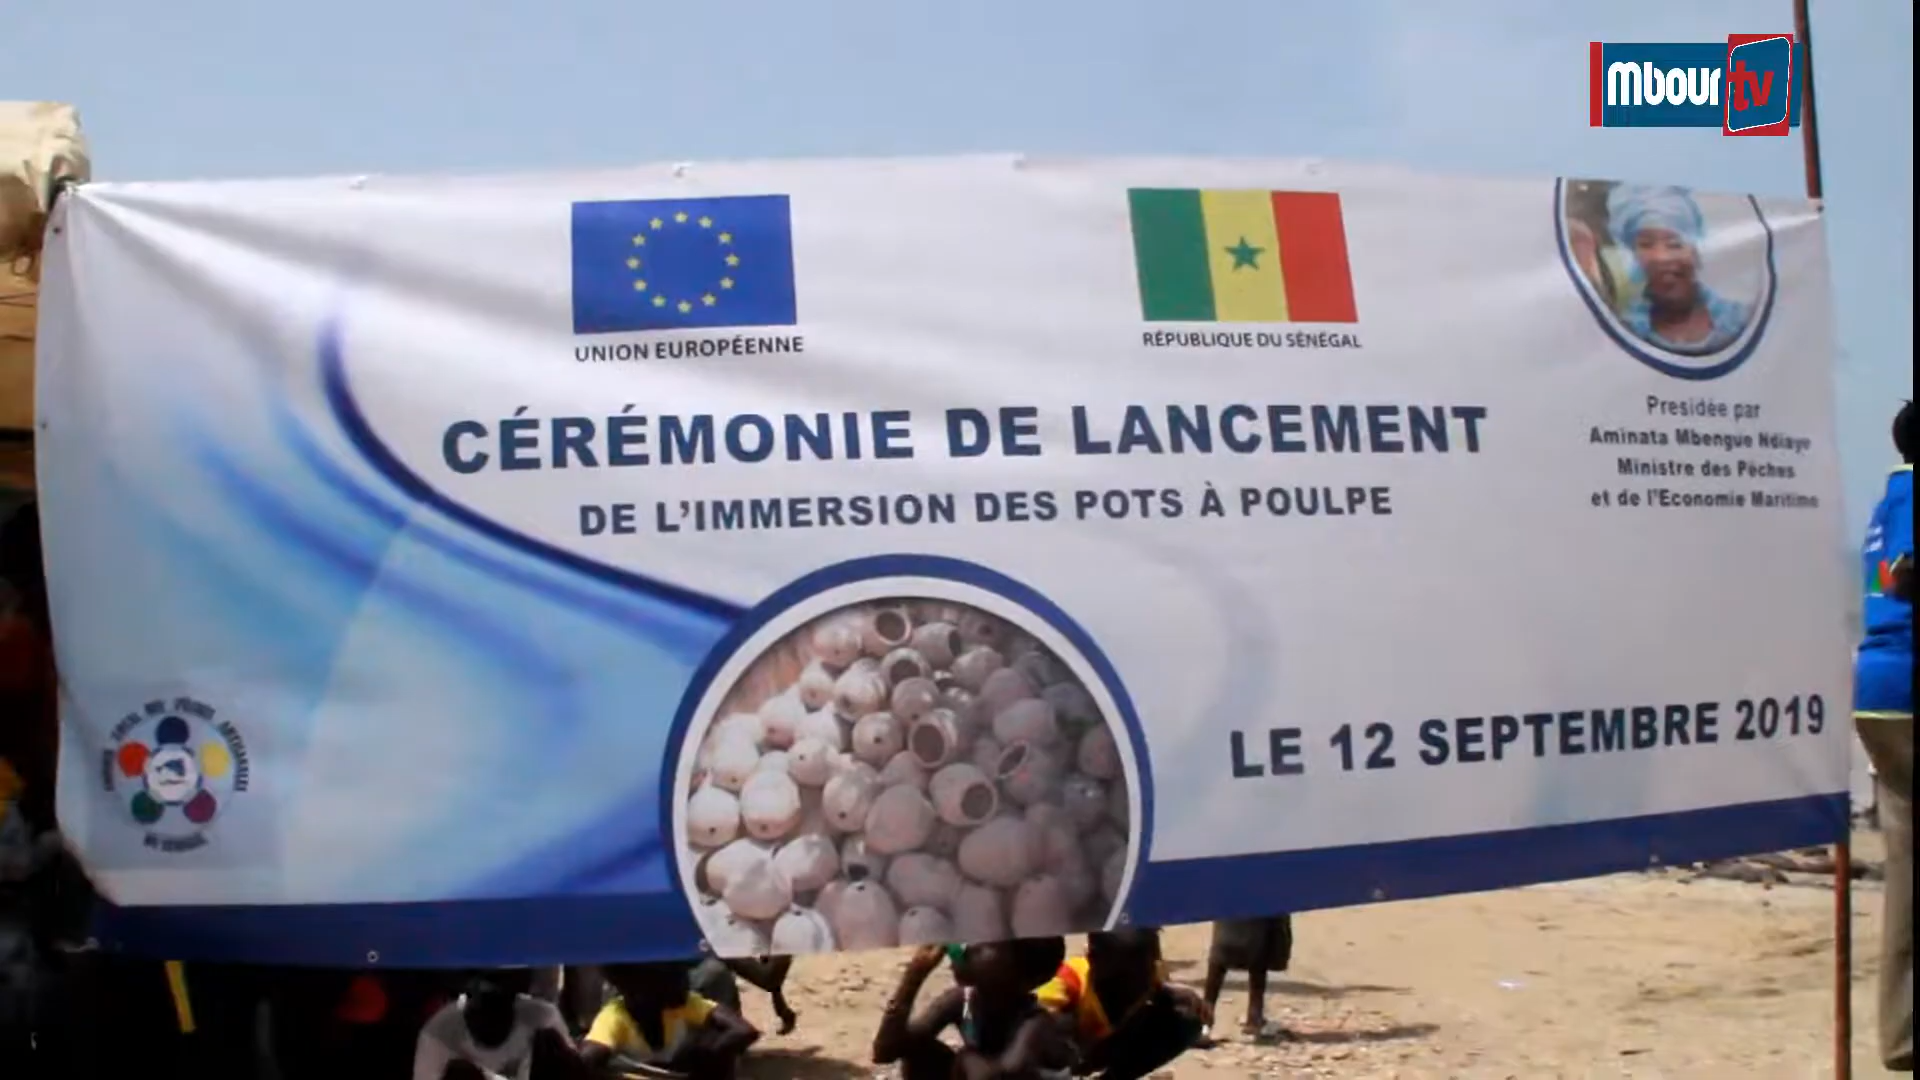 Mbour tv
UNION EUROPÉENNE
RÉPUBLIQUE DU SÉNÉGAL
CÉRÉMONIE DE LANCEMENT
DE L'IMMERSION DES POTS À POULPE
Presidée par
Aminata Mbengue Ndiaye
Ministre des Pêches
et de l'Economie Maritime
LE 12 SEPTEMBRE 2019